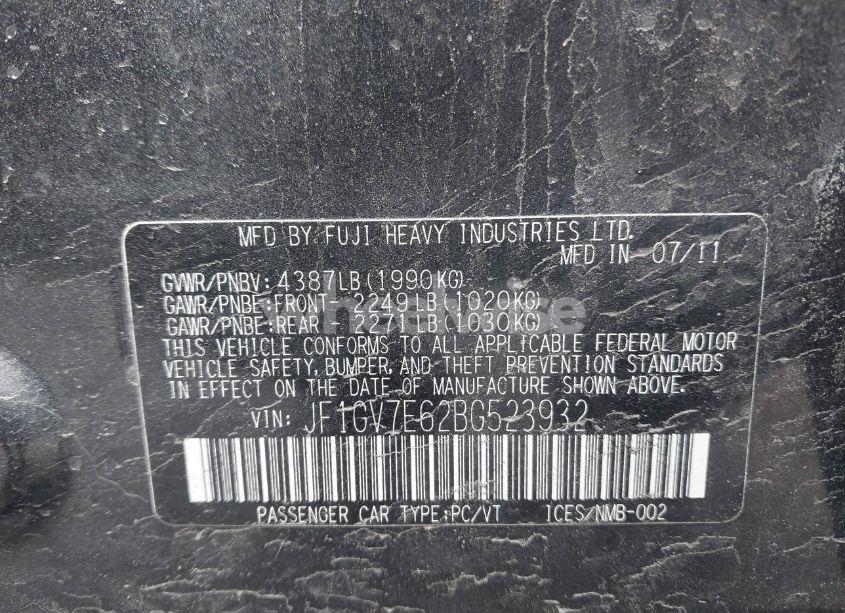 MFD BY FUJI HEAVY INDUSTRIES LTD.
MFD IN 07/11
GVWR/PNBV: 4387LB (1990KG)
GAWR/PNBE:FRONT- 2249LB (1020KG)
GAWR/PNBE:REAR 2271LB (1030KG)
THIS VEHICLE CONFORMS TO ALL APPLICABLE FEDERAL MOTOR
VEHICLE SAFETY, BUMPER, AND THEFT PREVENTION STANDARDS
IN EFFECT ON THE DATE OF MANUFACTURE SHOWN ABOVE.
VIN: JF1GV7E62BG523932
PASSENGER CAR TYPE:PC/VT ICES/NMB-002